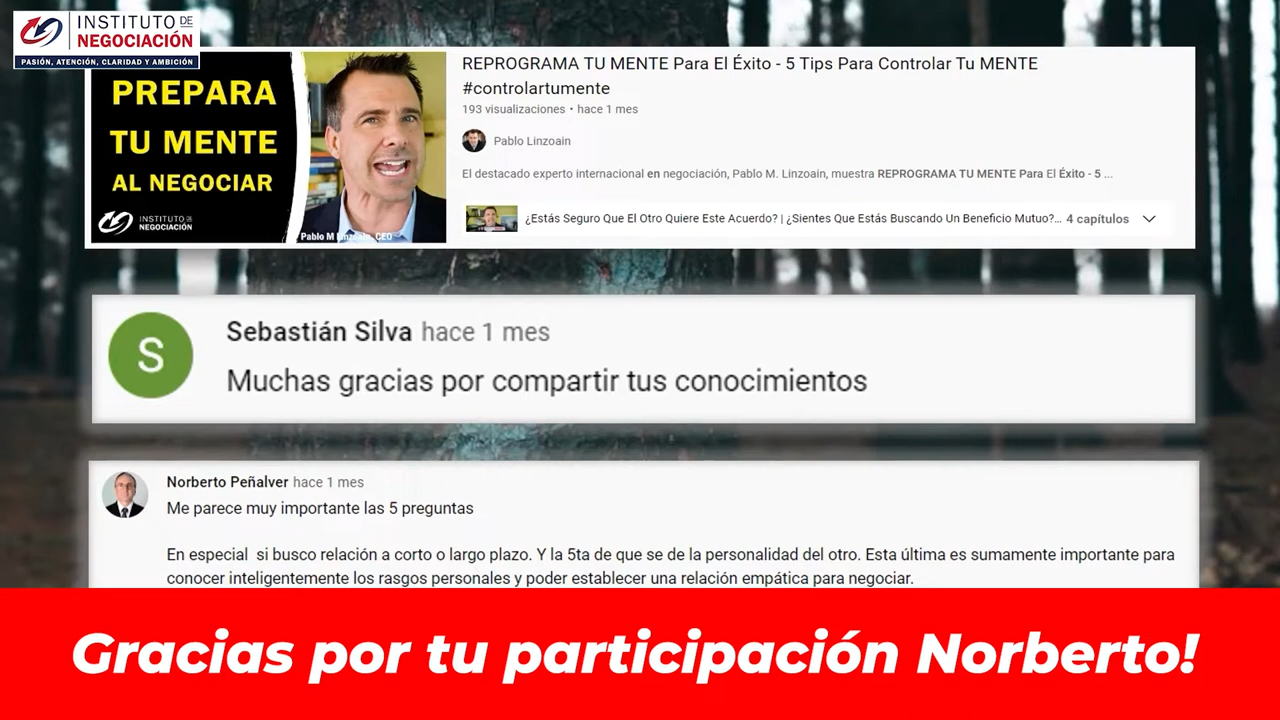 INSTITUTO DE
NEGOCIACIÓN
PASIÓN, ATENCIÓN, CLARIDAD Y AMBICIÓN
PREPARA
TU MENTE
AL NEGOCIAR
INSTITUTO DE
NEGOCIACIÓN
Pablo M Linzoain, CEO
REPROGRAMA TU MENTE Para El Éxito - 5 Tips Para Controlar Tu MENTE
#controlartumente
193 visualizaciones • hace 1 mes
Pablo Linzoain
El destacado experto internacional en negociación, Pablo M. Linzoain, muestra REPROGRAMA TU MENTE Para El Éxito - 5 ...
¿Estás Seguro Que El Otro Quiere Este Acuerdo? | ¿Sientes Que Estás Buscando Un Beneficio Mutuo?... 4 capítulos
S
Sebastián Silva hace 1 mes
Muchas gracias por compartir tus conocimientos
Norberto Peñalver hace 1 mes
Me parece muy importante las 5 preguntas
En especial si busco relación a corto o largo plazo. Y la 5ta de que se de la personalidad del otro. Esta última es sumamente importante para
conocer inteligentemente los rasgos personales y poder establecer una relación empática para negociar.
Gracias por tu participación Norberto!